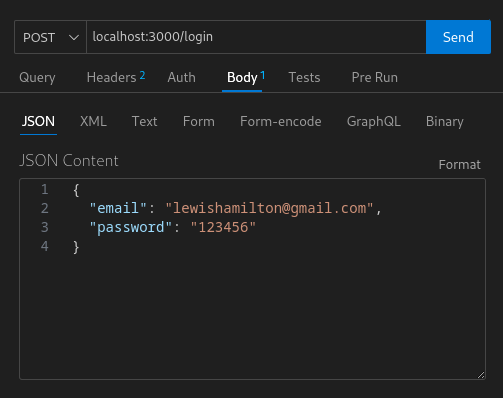 POST localhost:3000/login Send
Query Headers 2 Auth Body 1 Tests Pre Run
JSON XML Text Form Form-encode GraphQL Binary
JSON Content Format
1 {
2 "email": "lewishamilton@gmail.com",
3 "password": "123456"
4 }